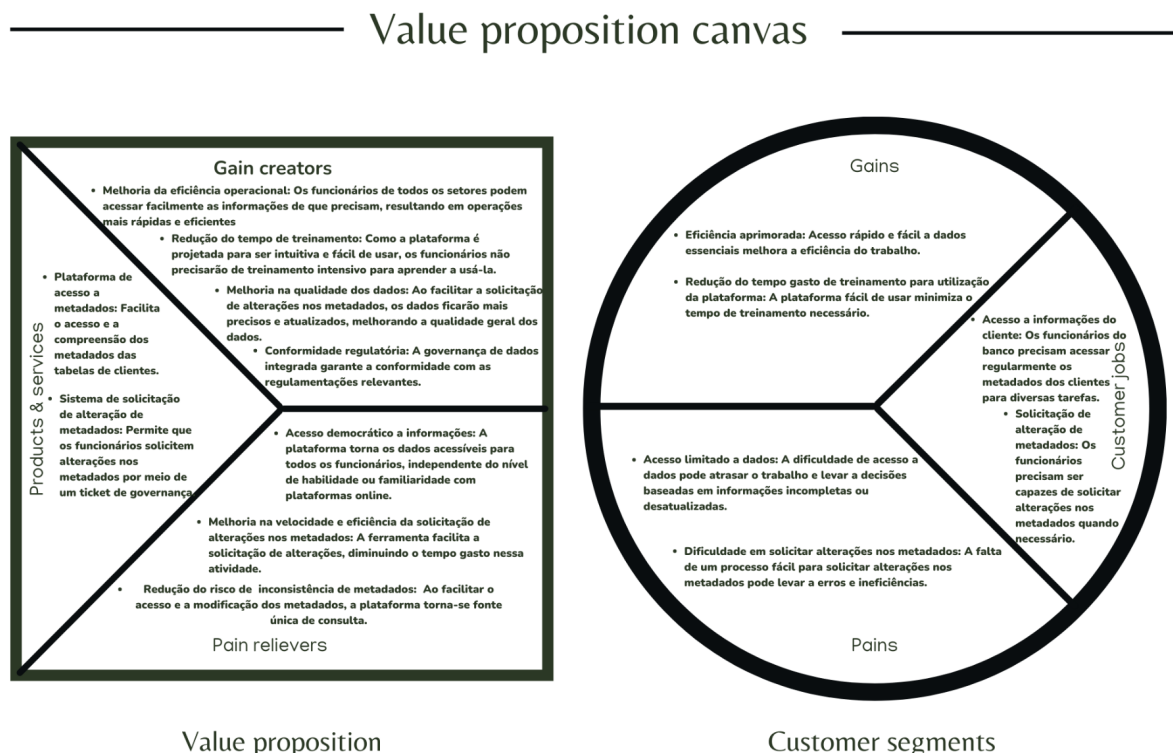 Value proposition canvas
Gain creators
• Melhoria da eficiência operacional: Os funcionários de todos os setores podem
acessar facilmente as informações de que precisam, resultando em operações
mais rápidas e eficientes
• Redução do tempo de treinamento: Como a plataforma é
projetada para ser intuitiva e fácil de usar, os funcionários não
precisarão de treinamento intensivo para aprender a usá-la.
• Melhoria na qualidade dos dados: Ao facilitar a solicitação
de alterações nos metadados, os dados ficarão mais
precisos e atualizados, melhorando a qualidade geral dos
dados.
• Conformidade regulatória: A governança de dados
integrada garante a conformidade com as
regulamentações relevantes.
Products & services
• Plataforma de
acesso a
metadados: Facilita
o acesso e a
compreensão dos
metadados das
tabelas de clientes.
• Sistema de solicitação
de alteração de
metadados: Permite que
os funcionários solicitem
alterações nos
metadados por meio de
um ticket de governança
• Acesso democrático a informações: A
plataforma torna os dados acessíveis para
todos os funcionários, independente do nível
de habilidade ou familiaridade com
plataformas online.
• Melhoria na velocidade e eficiência da solicitação de
alterações nos metadados: A ferramenta facilita a
solicitação de alterações, diminuindo o tempo gasto nessa
atividade.
• Redução do risco de inconsistência de metadados: Ao facilitar o
acesso e a modificação dos metadados, a plataforma torna-se fonte
única de consulta.
Pain relievers
Value proposition
Gains
• Eficiência aprimorada: Acesso rápido e fácil a dados
essenciais melhora a eficiência do trabalho.
• Redução do tempo gasto de treinamento para utilização
da plataforma: A plataforma fácil de usar minimiza o
tempo de treinamento necessário.
• Acesso a informações do
cliente: Os funcionários do
banco precisam acessar
regularmente os
metadados dos clientes
para diversas tarefas.
• Solicitação de
alteração de
metadados: Os
funcionários
precisam ser
capazes de solicitar
alterações nos
metadados quando
necessário.
Customer jobs
• Acesso limitado a dados: A dificuldade de acesso a
dados pode atrasar o trabalho e levar a decisões
baseadas em informações incompletas ou
desatualizadas.
• Dificuldade em solicitar alterações nos metadados: A falta
de um processo fácil para solicitar alterações nos
metadados pode levar a erros e ineficiências.
Pains
Customer segments